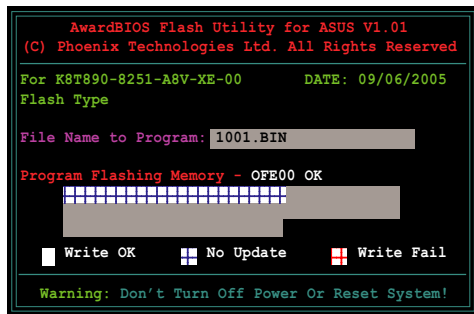 AwardBIOS Flash Utility for ASUS V1.01
(C) Phoenix Technologies Ltd. All Rights Reserved
For K8T890-8251-A8V-XE-00 DATE: 09/06/2005
Flash Type
File Name to Program: 1001.BIN
Program Flashing Memory - OFE00 OK
Write OK No Update Write Fail
Warning: Don't Turn Off Power Or Reset System!